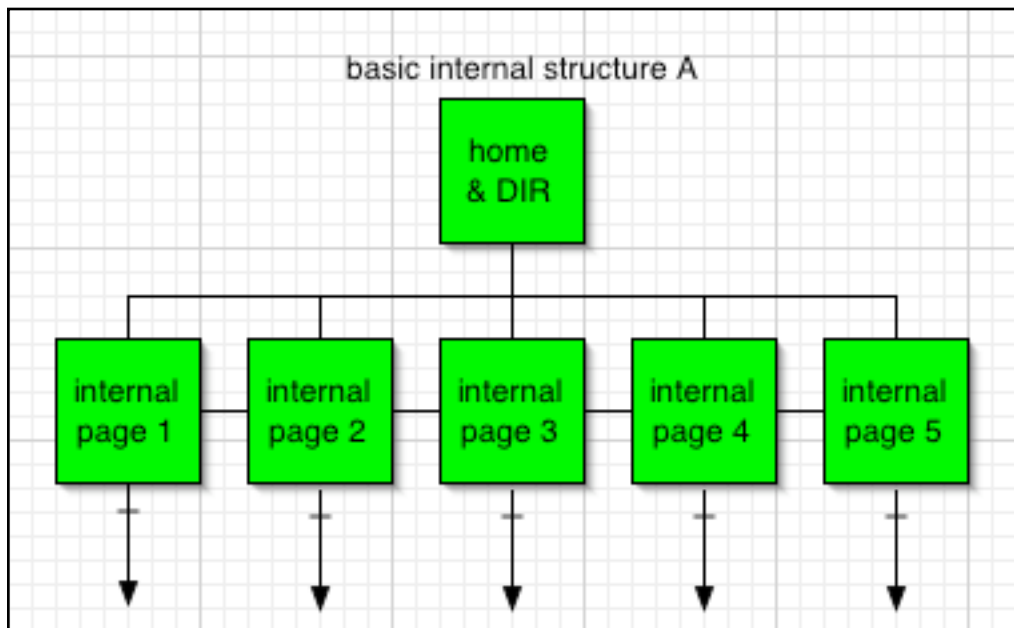 basic internal structure A
home
& DIR
internal
page 1
internal
page 2
internal
page 3
internal
page 4
internal
page 5